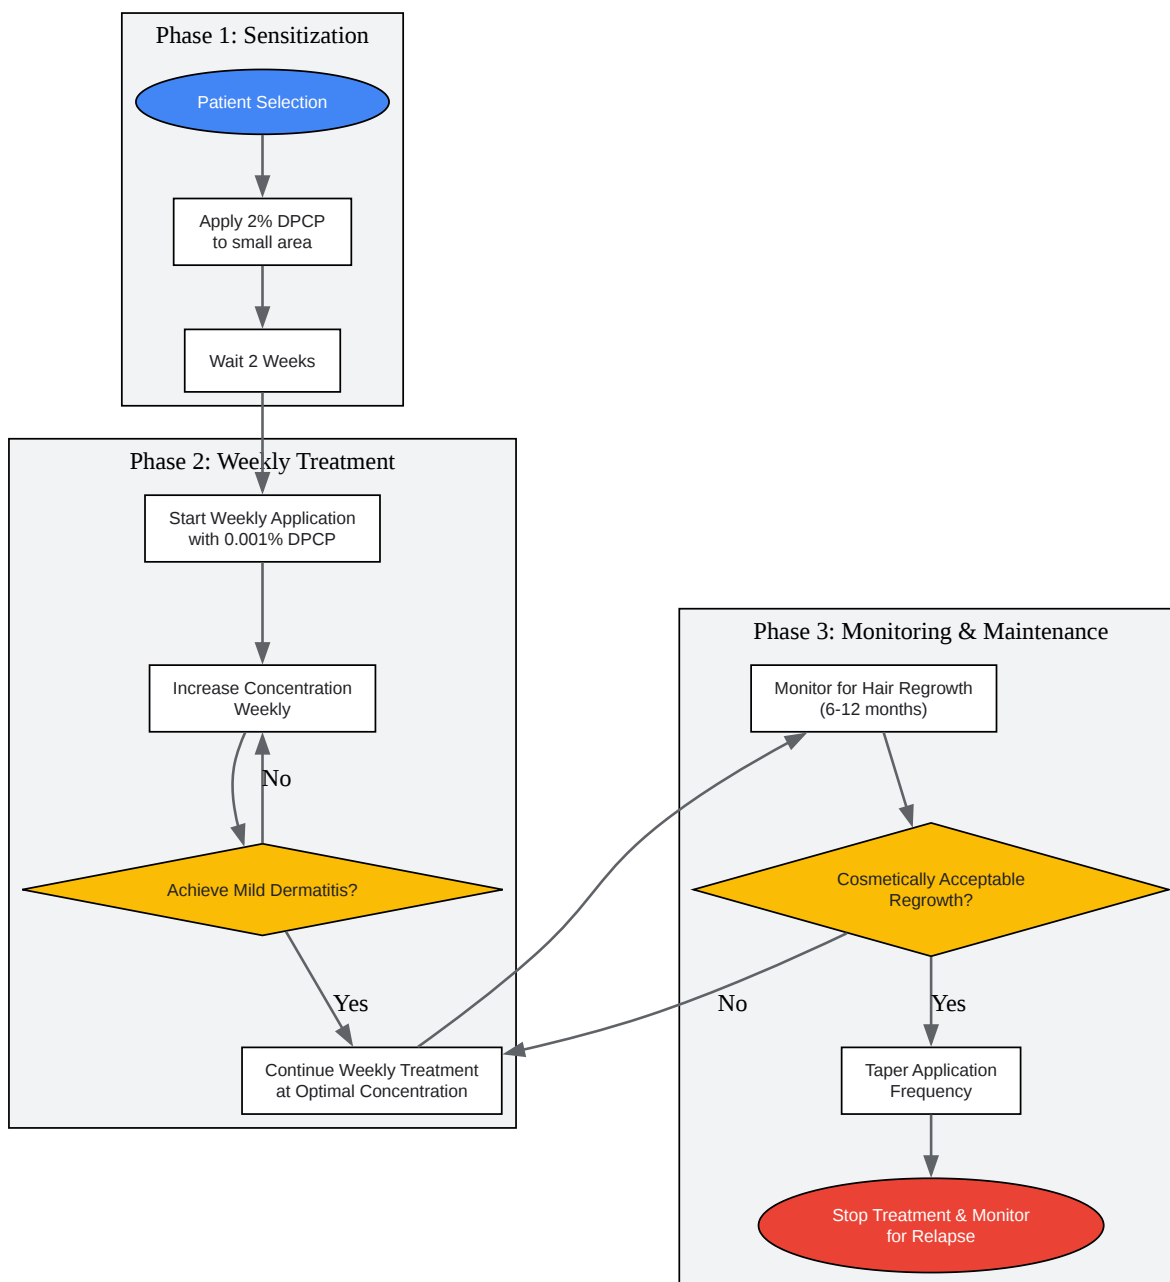 Phase 1: Sensitization
Patient Selection
Apply 2% DPCP
to small area
Wait 2 Weeks
Phase 2: Weekly Treatment
Start Weekly Application
with 0.001% DPCP
Increase Concentration
Weekly
No
Achieve Mild Dermatitis?
Yes
Continue Weekly Treatment
at Optimal Concentration
Phase 3: Monitoring & Maintenance
Monitor for Hair Regrowth
(6-12 months)
Cosmetically Acceptable
Regrowth?
No
Yes
Taper Application
Frequency
Stop Treatment & Monitor
for Relapse